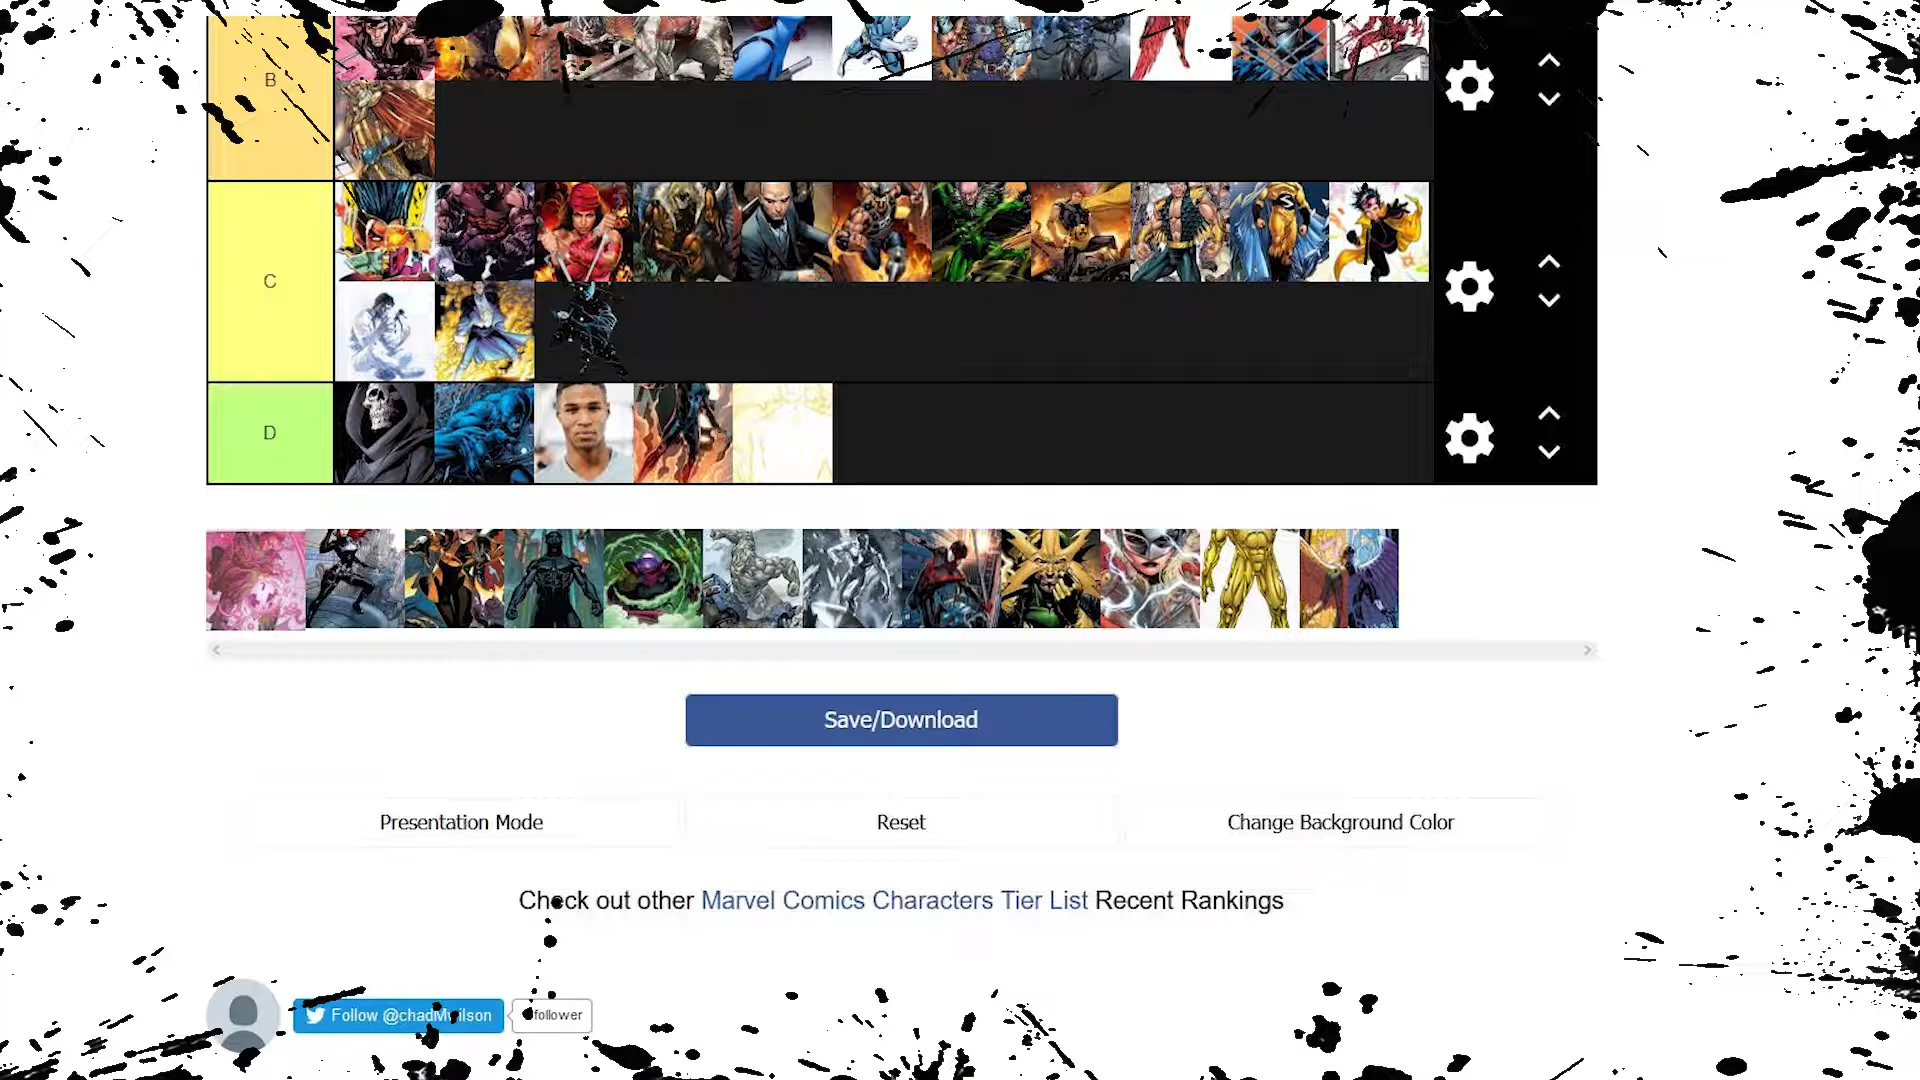 B
C
D
Save/Download
Presentation Mode
Reset
Change Background Color
Check out other Marvel Comics Characters Tier List Recent Rankings
Follow
follower